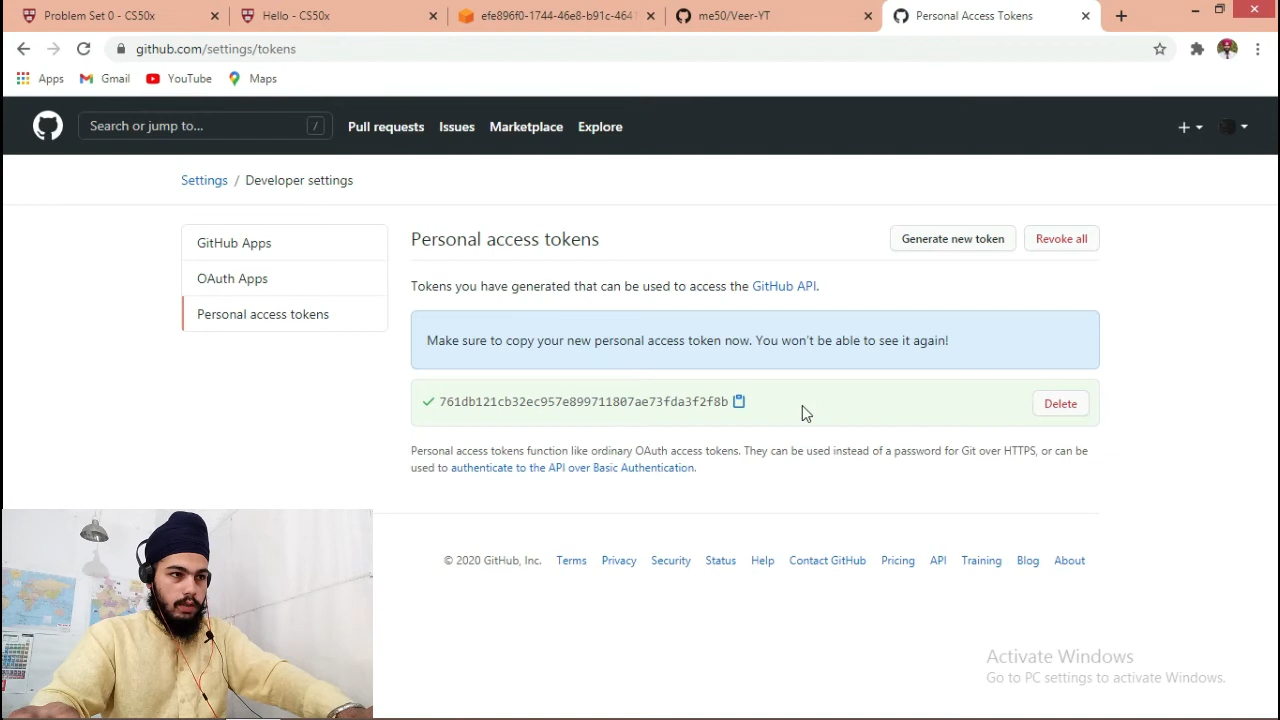 Problem Set 0 - CS50x
Hello - CS50x
efe896f0-1744-46e8-b91c-4641
me50/Veer-YT
Personal Access Tokens
github.com/settings/tokens
Apps
Gmail
YouTube
Maps
Search or jump to...
/
Pull requests
Issues
Marketplace
Explore
Settings / Developer settings
GitHub Apps
OAuth Apps
Personal access tokens
Personal access tokens
Generate new token
Revoke all
Tokens you have generated that can be used to access the GitHub API.
Make sure to copy your new personal access token now. You won't be able to see it again!
761db121cb32ec957e899711807ae73fda3f2f8b
Delete
Personal access tokens function like ordinary OAuth access tokens. They can be used instead of a password for Git over HTTPS, or can be
used to authenticate to the API over Basic Authentication.
© 2020 GitHub, Inc.
Terms
Privacy
Security
Status
Help
Contact GitHub
Pricing
API
Training
Blog
About
Activate Windows
Go to PC settings to activate Windows.